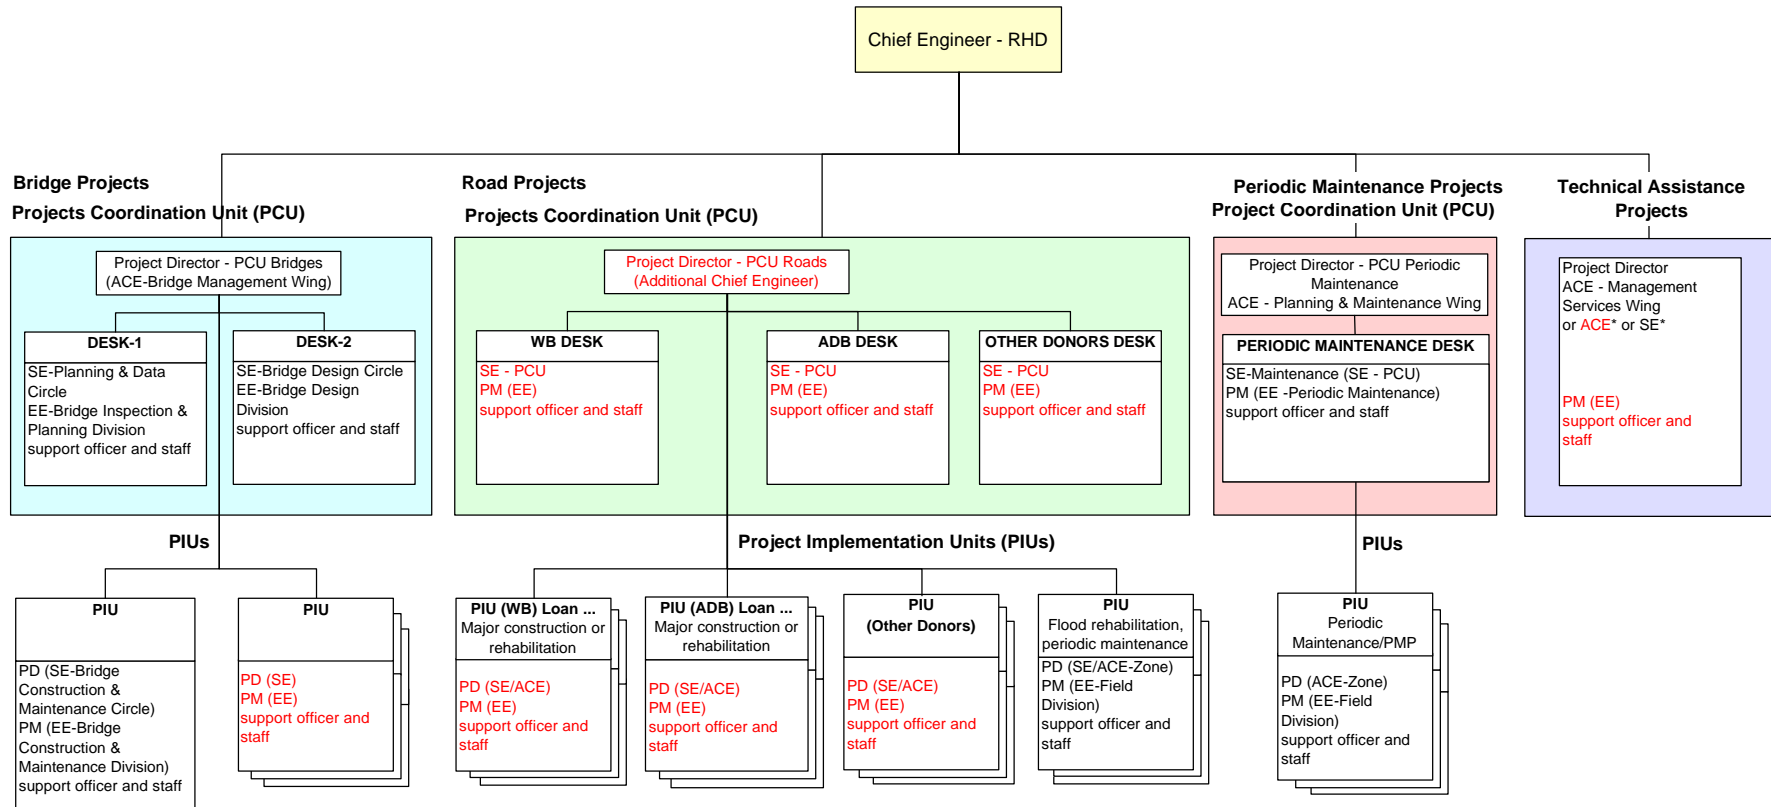 Chief Engineer - RHD
Bridge Projects
Projects Coordination Unit (PCU)
Project Director - PCU Bridges
(ACE-Bridge Management Wing)
DESK-1
SE-Planning & Data
Circle
EE-Bridge Inspection &
Planning Division
support officer and staff
DESK-2
SE-Bridge Design Circle
EE-Bridge Design
Division
support officer and staff
PIUs
PIU
PD (SE-Bridge
Construction &
Maintenance Circle)
PM (EE-Bridge
Construction &
Maintenance Division)
support officer and staff
PIU
PD (SE)
PM (EE)
support officer and
staff
Road Projects
Projects Coordination Unit (PCU)
Project Director - PCU Roads
(Additional Chief Engineer)
WB DESK
SE - PCU
PM (EE)
support officer and staff
ADB DESK
SE - PCU
PM (EE)
support officer and staff
OTHER DONORS DESK
SE - PCU
PM (EE)
support officer and staff
Project Implementation Units (PIUs)
PIU (WB) Loan ...
Major construction or
rehabilitation
PD (SE/ACE)
PM (EE)
support officer and
staff
PIU (ADB) Loan ...
Major construction or
rehabilitation
PD (SE/ACE)
PM (EE)
support officer and
staff
PIU
(Other Donors)
PD (SE/ACE)
PM (EE)
support officer and
staff
PIU
Flood rehabilitation,
periodic maintenance
PD (SE/ACE-Zone)
PM (EE-Field
Division)
support officer and
staff
Periodic Maintenance Projects
Project Coordination Unit (PCU)
Project Director - PCU Periodic
Maintenance
ACE - Planning & Maintenance Wing
PERIODIC MAINTENANCE DESK
SE-Maintenance (SE - PCU)
PM (EE -Periodic Maintenance)
support officer and staff
PIUs
PIU
Periodic
Maintenance/PMP
PD (ACE-Zone)
PM (EE-Field
Division)
support officer and
staff
Technical Assistance
Projects
Project Director
ACE - Management
Services Wing
or ACE* or SE*
PM (EE)
support officer and
staff